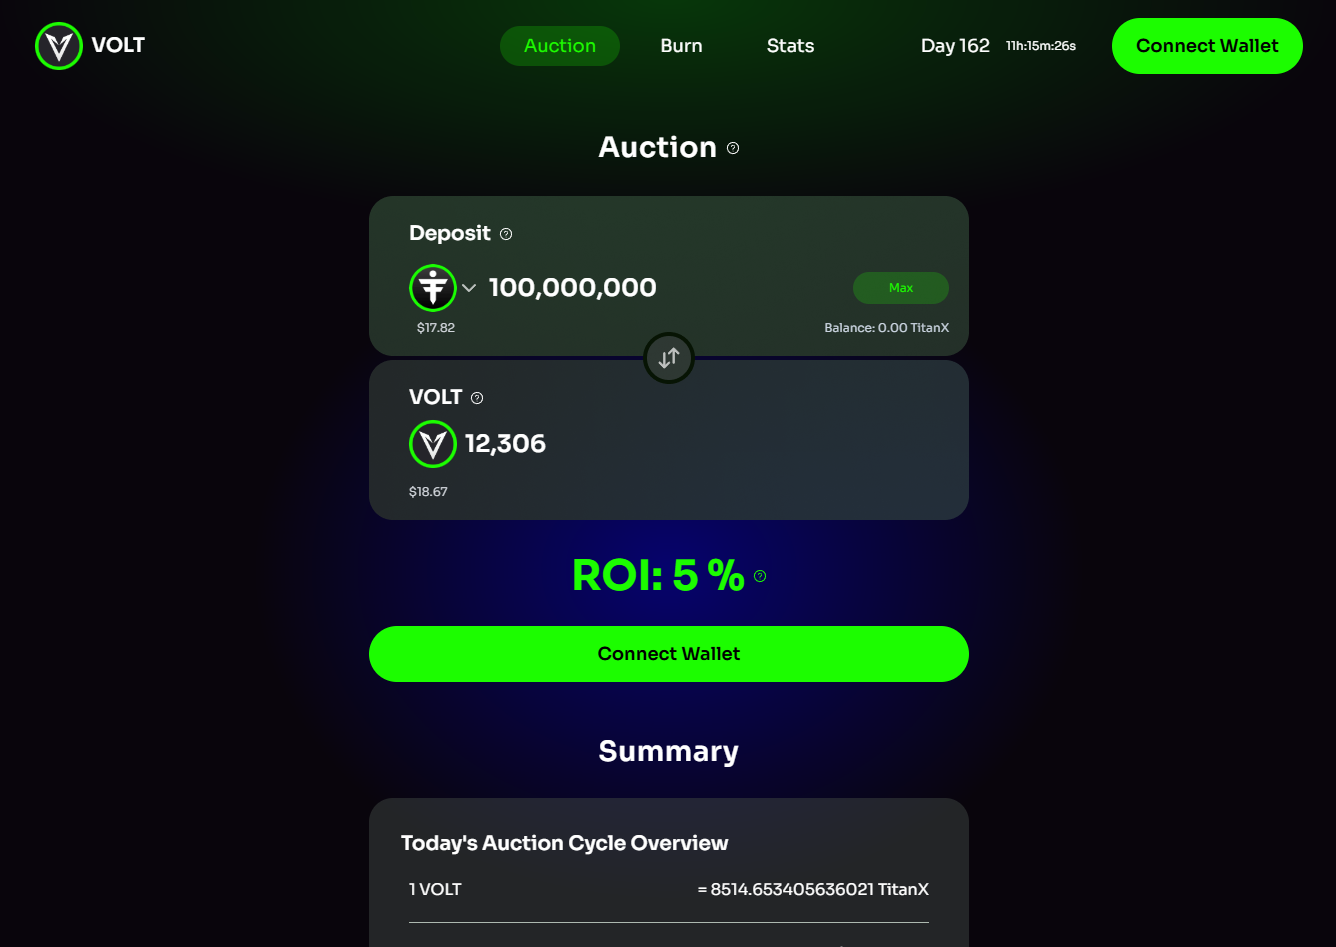 VOLT
Auction
Burn
Stats
Day 162
11h:15m:26s
Connect Wallet
Auction
Deposit
100,000,000
Max
$17.82
Balance: 0.00 TitanX
VOLT
12,306
$18.67
ROI: 5 %
Connect Wallet
Summary
Today's Auction Cycle Overview
1 VOLT
= 8514.653405636021 TitanX